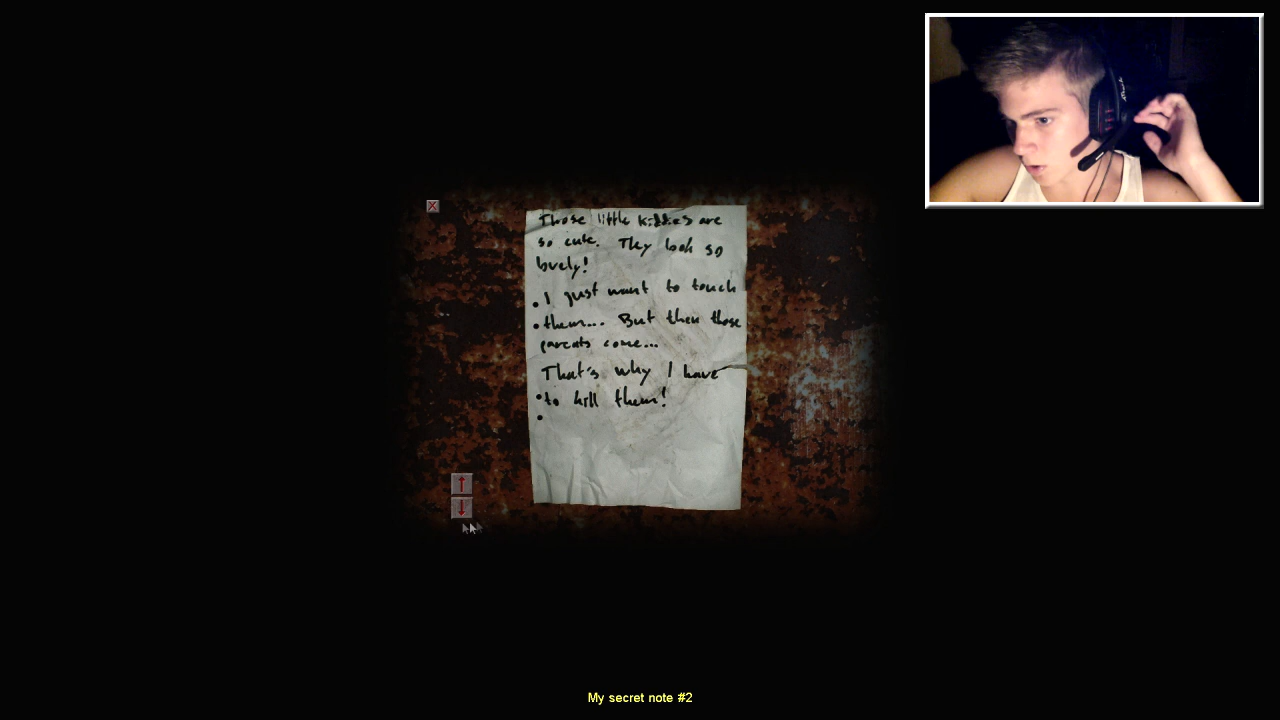 Those little kiddies are
so cute. They look so
lovely!
I just want to touch
them... But then those
parents come...
That's why I have
to kill them!
My secret note #2